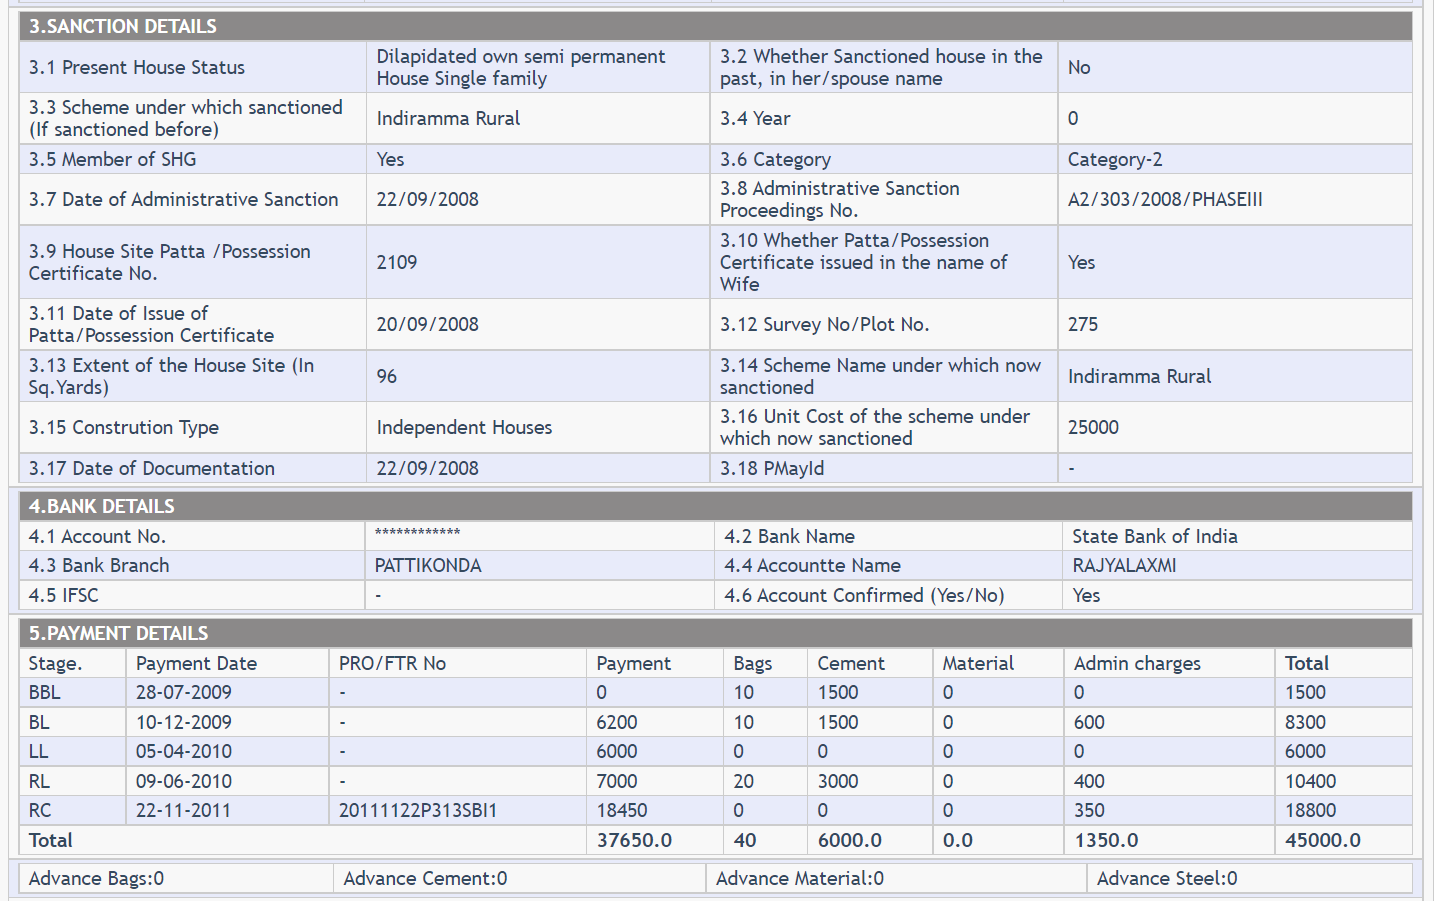 3.SANCTION DETAILS
3.1 Present House Status
Dilapidated own semi permanent
House Single family
3.2 Whether Sanctioned house in the
past, in her/spouse name
No
3.3 Scheme under which sanctioned
(If sanctioned before)
Indiramma Rural
3.4 Year
0
3.5 Member of SHG
Yes
3.6 Category
Category-2
3.7 Date of Administrative Sanction
22/09/2008
3.8 Administrative Sanction
Proceedings No.
A2/303/2008/PHASEIII
3.9 House Site Patta /Possession
Certificate No.
2109
3.10 Whether Patta/Possession
Certificate issued in the name of
Wife
Yes
3.11 Date of Issue of
Patta/Possession Certificate
20/09/2008
3.12 Survey No/Plot No.
275
3.13 Extent of the House Site (In
Sq.Yards)
96
3.14 Scheme Name under which now
sanctioned
Indiramma Rural
3.15 Constrution Type
Independent Houses
3.16 Unit Cost of the scheme under
which now sanctioned
25000
3.17 Date of Documentation
22/09/2008
3.18 PMayId
-
4.BANK DETAILS
4.1 Account No.
************
4.2 Bank Name
State Bank of India
4.3 Bank Branch
PATTIKONDA
4.4 Accountte Name
RAJYALAXMI
4.5 IFSC
-
4.6 Account Confirmed (Yes/No)
Yes
5.PAYMENT DETAILS
Stage. Payment Date PRO/FTR No Payment Bags Cement Material Admin charges Total
BBL 28-07-2009 - 0 10 1500 0 0 1500
BL 10-12-2009 - 6200 10 1500 0 600 8300
LL 05-04-2010 - 6000 0 0 0 0 6000
RL 09-06-2010 - 7000 20 3000 0 400 10400
RC 22-11-2011 20111122P313SBI1 18450 0 0 0 350 18800
Total 37650.0 40 6000.0 0.0 1350.0 45000.0
Advance Bags:0 Advance Cement:0 Advance Material:0 Advance Steel:0